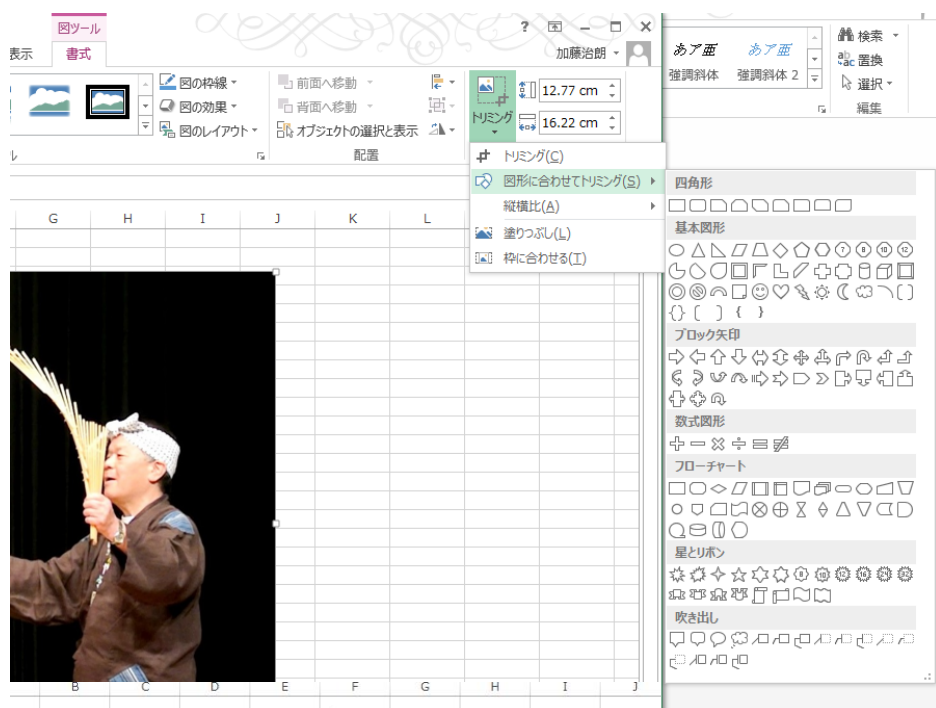 図ツール
表示 書式
? 
加藤治朗
図の枠線
図の効果
図のレイアウト
前面へ移動
背面へ移動
オブジェクトの選択と表示
配置
トリミング
12.77 cm
16.22 cm
あア亜 あア亜
強調斜体 強調斜体 2
検索
置換
選択
編集
トリミング(C)
図形に合わせてトリミング(S)
縦横比(A)
塗りつぶし(L)
枠に合わせる(T)
四角形
基本図形
ブロック矢印
数式図形
フローチャート
星とリボン
吹き出し
G H I J K L
B C D E F G H I J